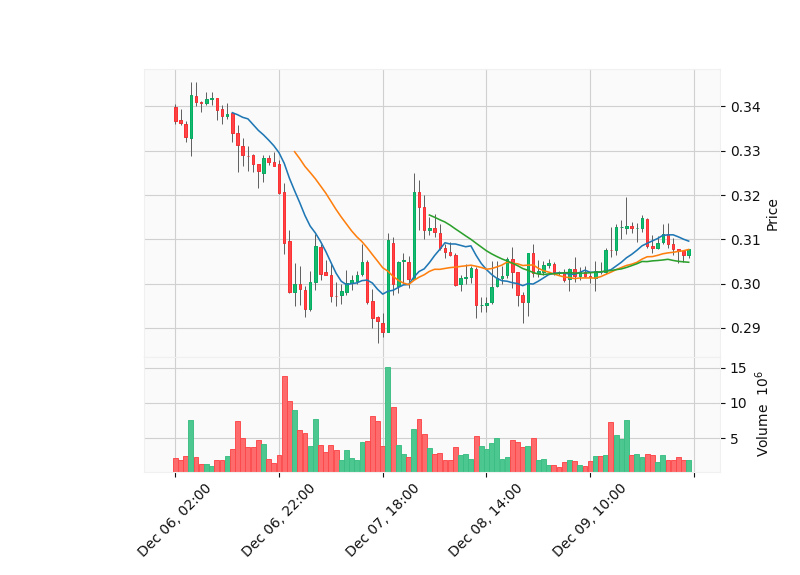 0.34
0.33
0.32
0.31
0.30
0.29
Price
15
10
5
Volume 10^6
Dec 06, 02:00
Dec 06, 22:00
Dec 07, 18:00
Dec 08, 14:00
Dec 09, 10:00